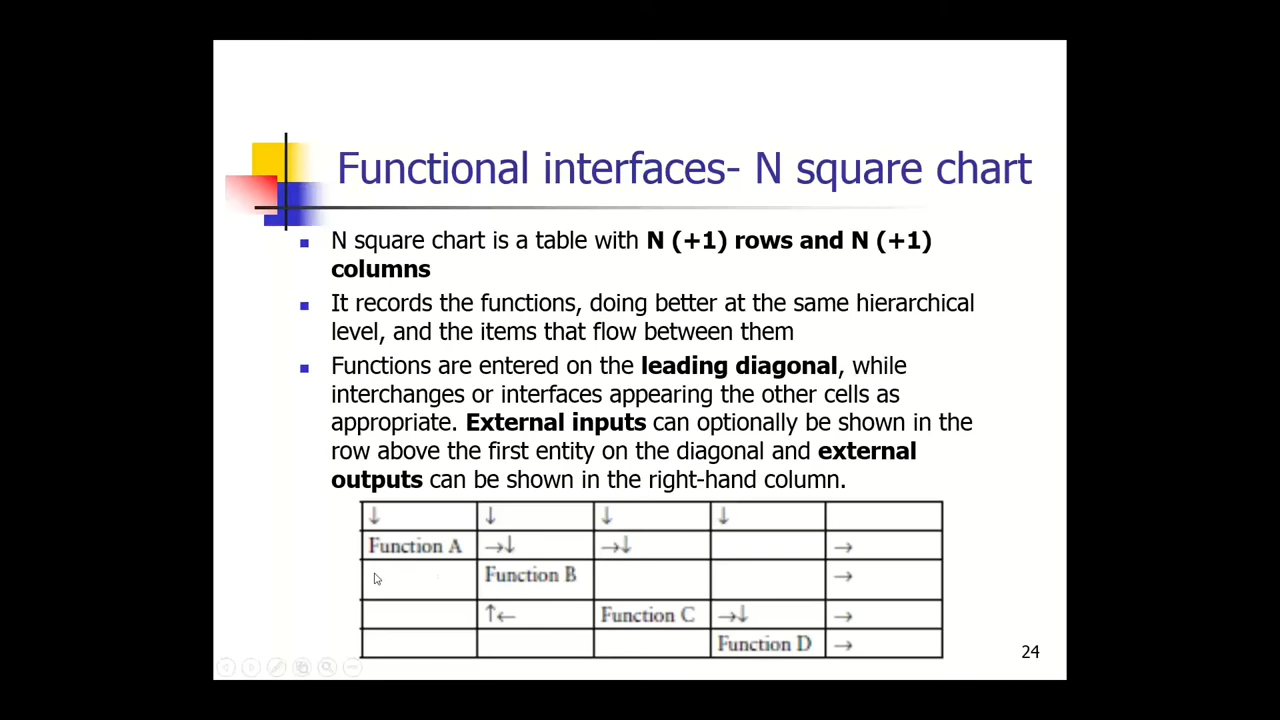 Functional interfaces- N square chart
N square chart is a table with N (+1) rows and N (+1)
columns
It records the functions, doing better at the same hierarchical
level, and the items that flow between them
Functions are entered on the leading diagonal, while
interchanges or interfaces appearing the other cells as
appropriate. External inputs can optionally be shown in the
row above the first entity on the diagonal and external
outputs can be shown in the right-hand column.
↓ ↓ ↓ ↓
Function A →↓ →↓ →
Function B →
↑← Function C →↓ →
Function D →
24